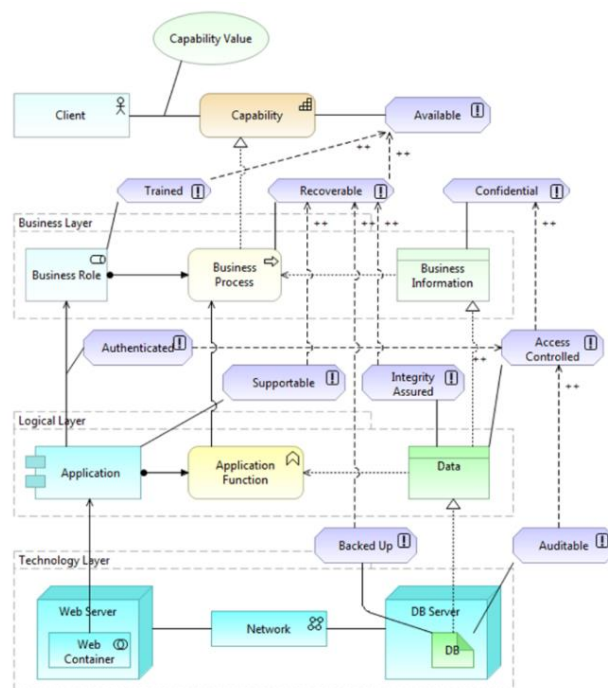 Capability Value
Client
Capability
Available
++
++
Trained
Recoverable
Confidential
++
++
++
++
Business Layer
Business Role
Business
Process
Business
Information
Authenticated
Access
Controlled
++
Supportable
Integrity
Assured
++
Logical Layer
Application
Application
Function
Data
Backed Up
Auditable
Technology Layer
Web Server
DB Server
Network
Web
Container
DB